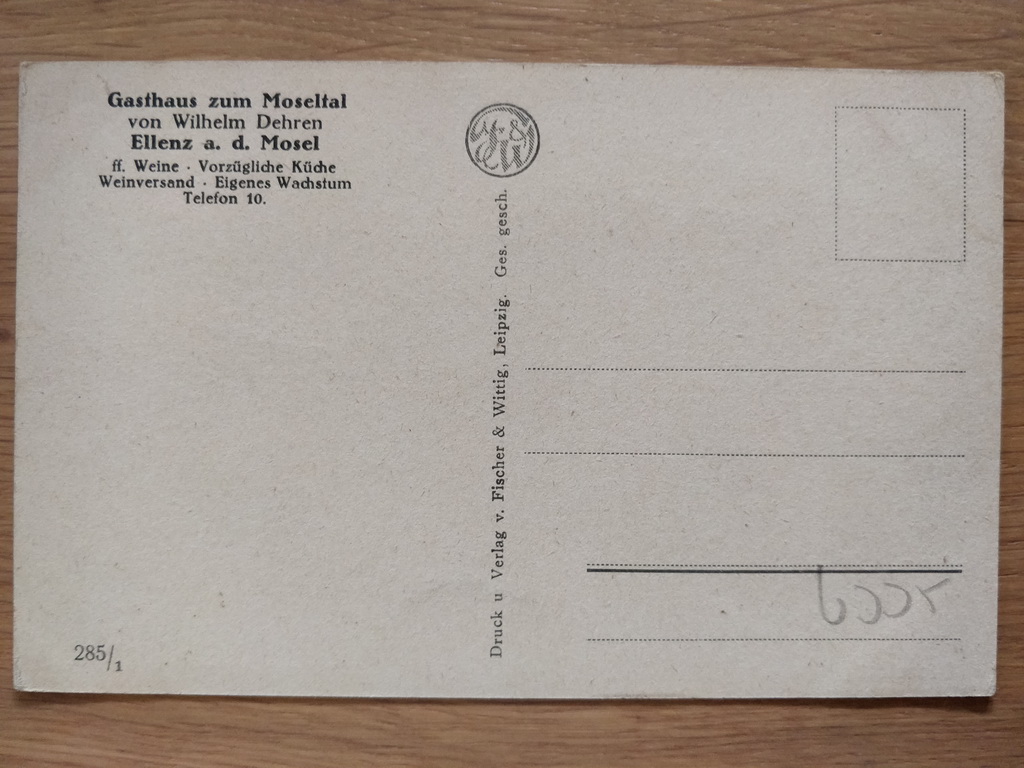 Gasthaus zum Moseltal
von Wilhelm Dehren
Ellenz a. d. Mosel
ff. Weine · Vorzügliche Küche
Weinversand · Eigenes Wachstum
Telefon 10.
F. & W.
Druck u Verlag v. Fischer & Wittig, Leipzig. Ges. gesch.
285/1